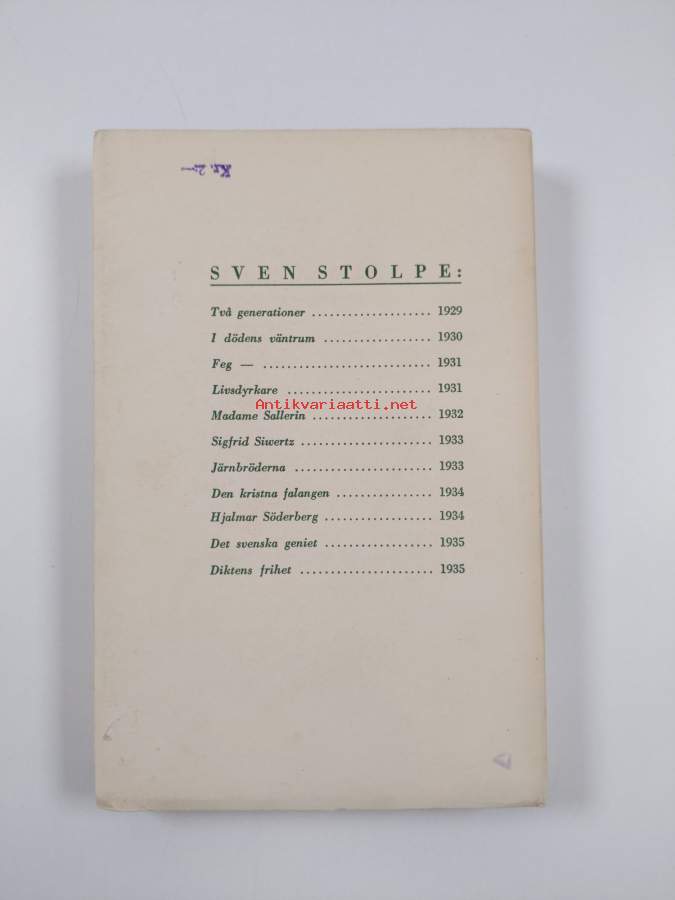 Kr. 2:—
SVEN STOLPE:
Två generationer .................... 1929
I dödens väntrum .................. 1930
Feg — ............................ 1931
Livsdyrkare ........................ 1931
Antikvariaatti.net
Madame Sallerin .................... 1932
Sigfrid Siwertz ...................... 1933
Järnbröderna ....................... 1933
Den kristna falangen ................ 1934
Hjalmar Söderberg .................. 1934
Det svenska geniet .................. 1935
Diktens frihet ...................... 1935